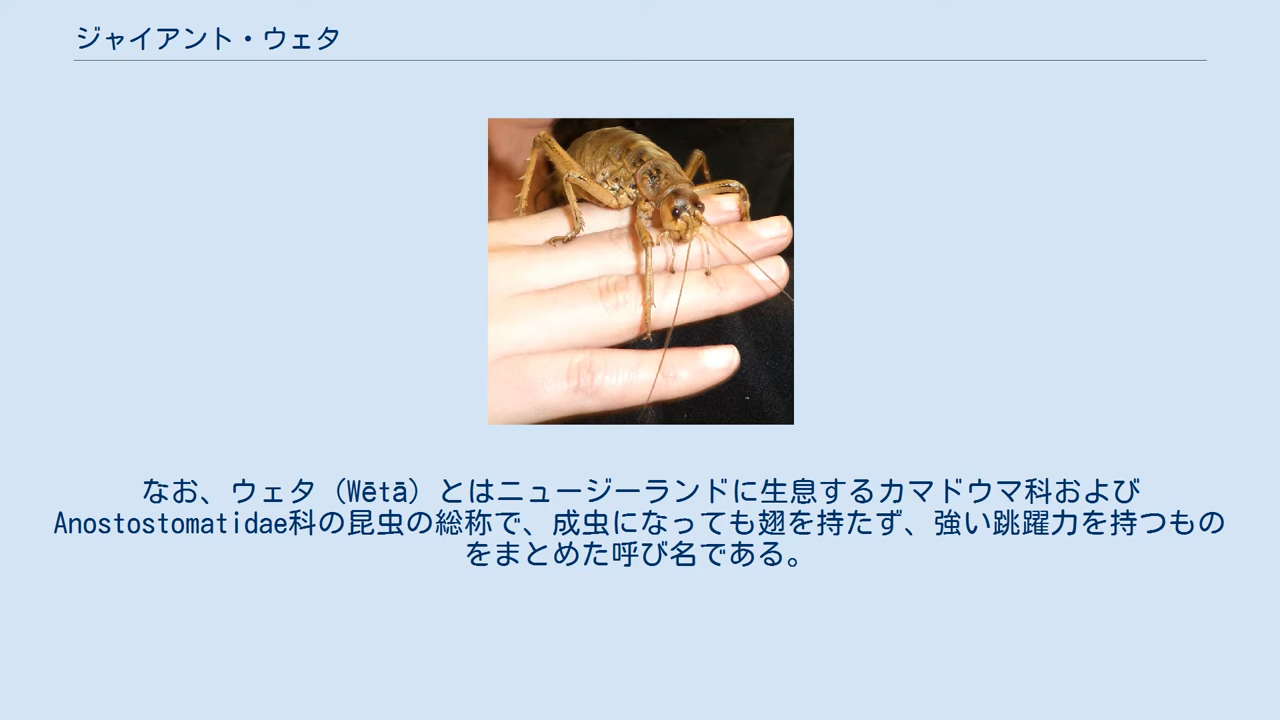 ジャイアント・ウェタ
なお、ウェタ（Wētā）とはニュージーランドに生息するカマドウマ科および
Anostostomatidae科の昆虫の総称で、成虫になっても翅を持たず、強い跳躍力を持つもの
をまとめた呼び名である。